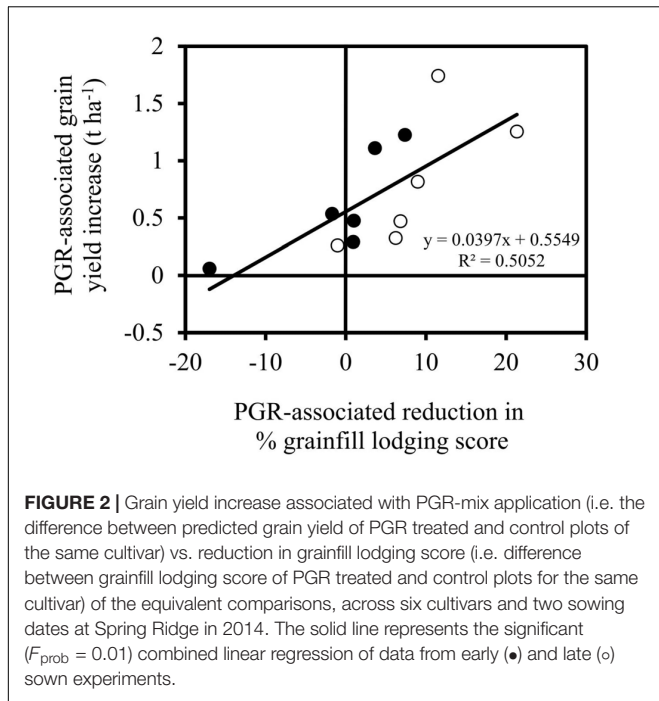 PGR-associated grain
yield increase (t ha⁻¹)
2
1.5
1
0.5
0
-0.5
y = 0.0397x + 0.5549
R² = 0.5052
-20 -10 0 10 20 30
PGR-associated reduction in
% grainfill lodging score
FIGURE 2 | Grain yield increase associated with PGR-mix application (i.e. the
difference between predicted grain yield of PGR treated and control plots of
the same cultivar) vs. reduction in grainfill lodging score (i.e. difference
between grainfill lodging score of PGR treated and control plots for the same
cultivar) of the equivalent comparisons, across six cultivars and two sowing
dates at Spring Ridge in 2014. The solid line represents the significant
(Fprob = 0.01) combined linear regression of data from early (●) and late (○)
sown experiments.